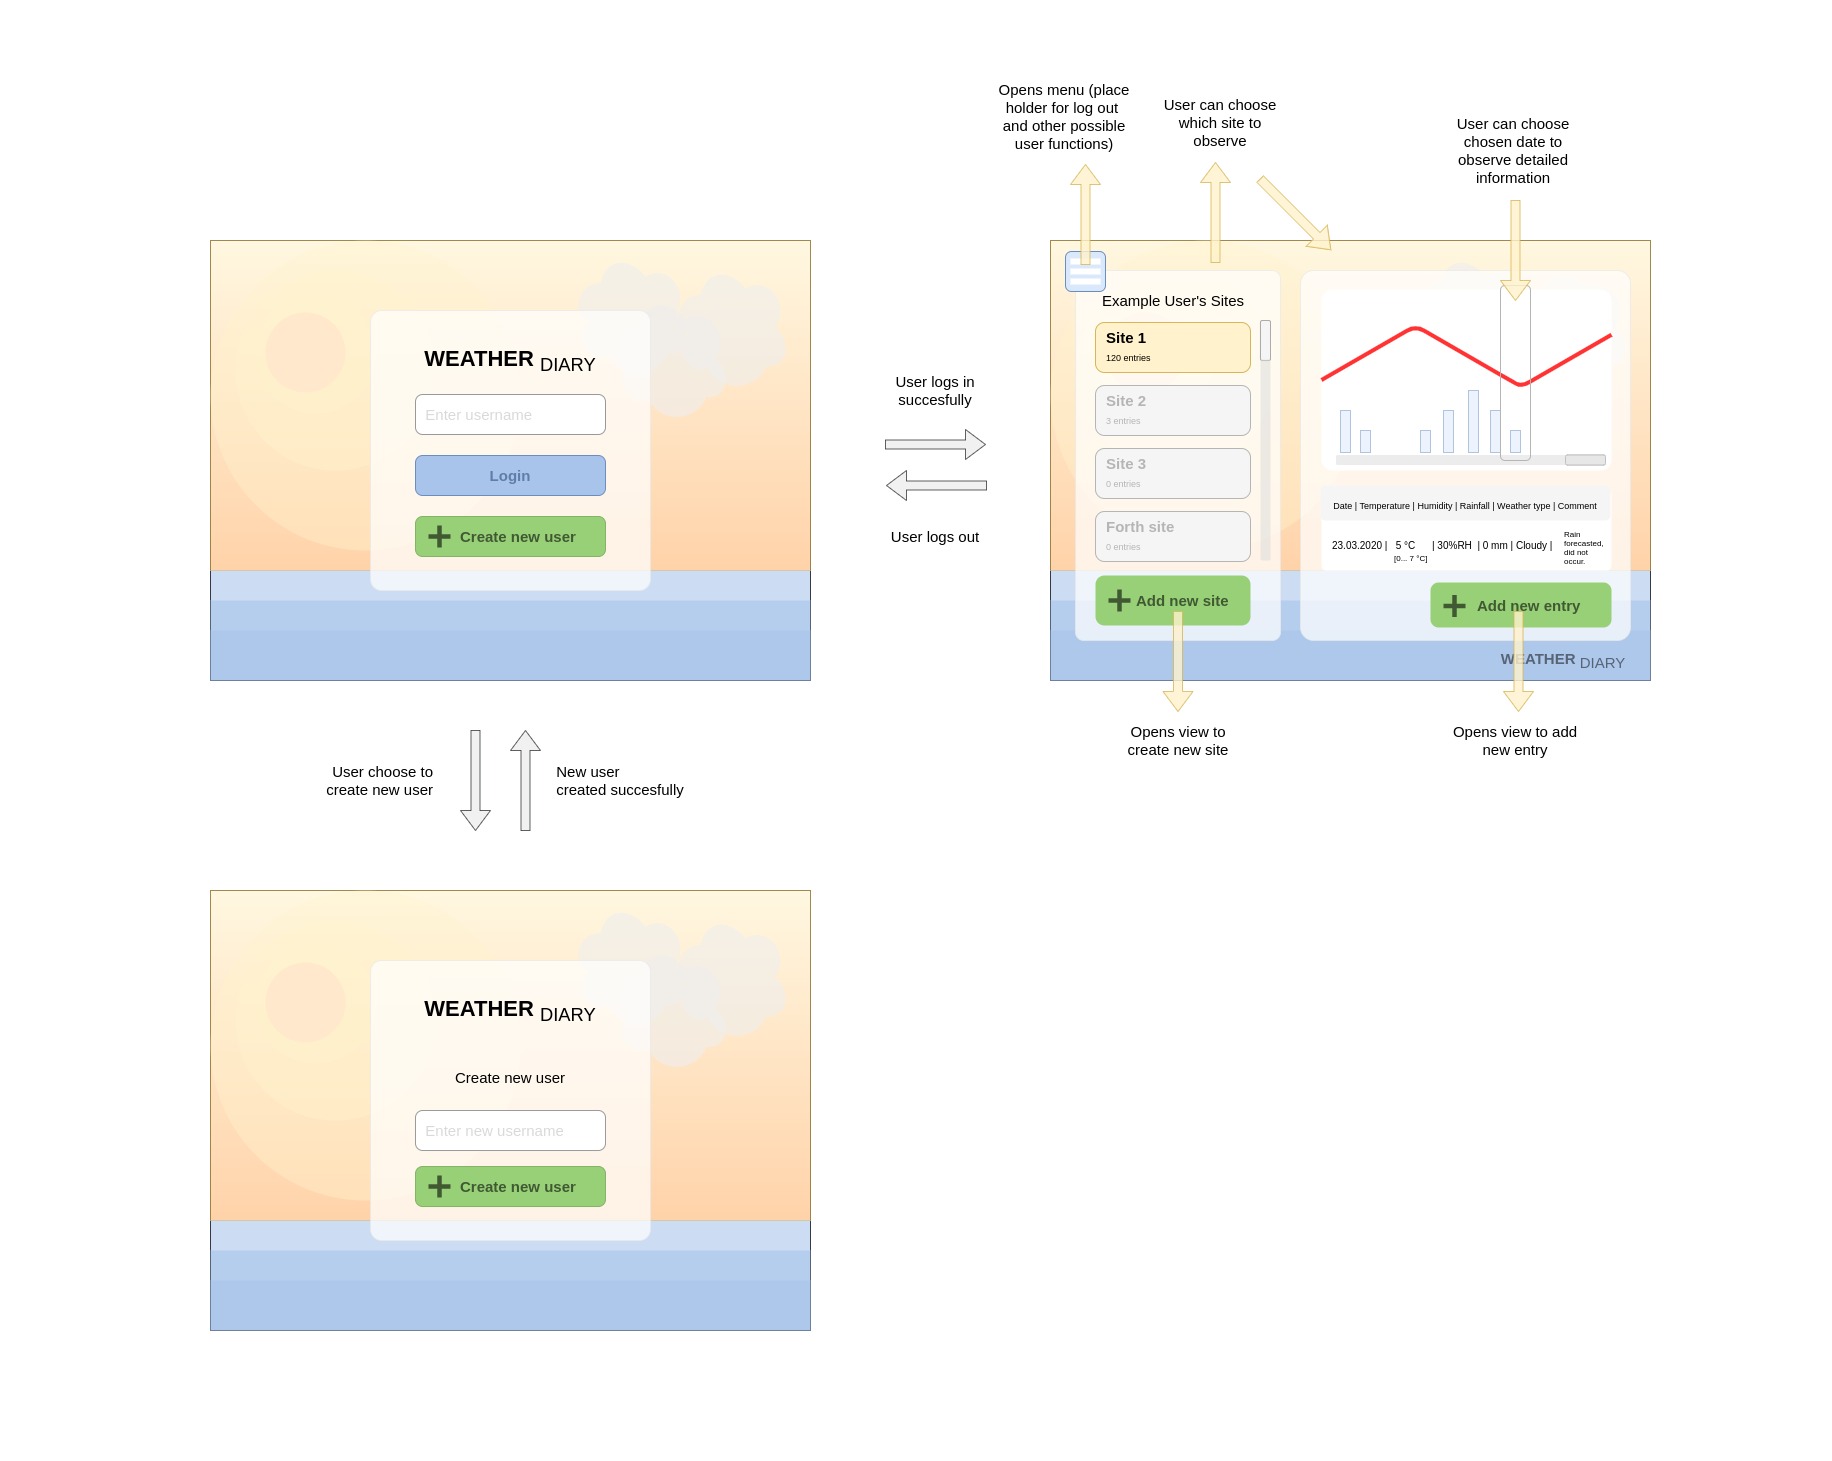 Opens menu (place
holder for log out
and other possible
user functions)
User can choose
which site to
observe
User can choose
chosen date to
observe detailed
information
WEATHER DIARY
Enter username
Login
Create new user
User logs in
succesfully
User logs out
Example User's Sites
Site 1
120 entries
Site 2
3 entries
Site 3
0 entries
Forth site
0 entries
Add new site
Date | Temperature | Humidity | Rainfall | Weather type | Comment
23.03.2020 | 5 °C | 30%RH | 0 mm | Cloudy |
[0... 7 °C]
Rain
forecasted,
did not
occur.
Add new entry
WEATHER DIARY
Opens view to
create new site
Opens view to add
new entry
User choose to
create new user
New user
created succesfully
WEATHER DIARY
Create new user
Enter new username
Create new user